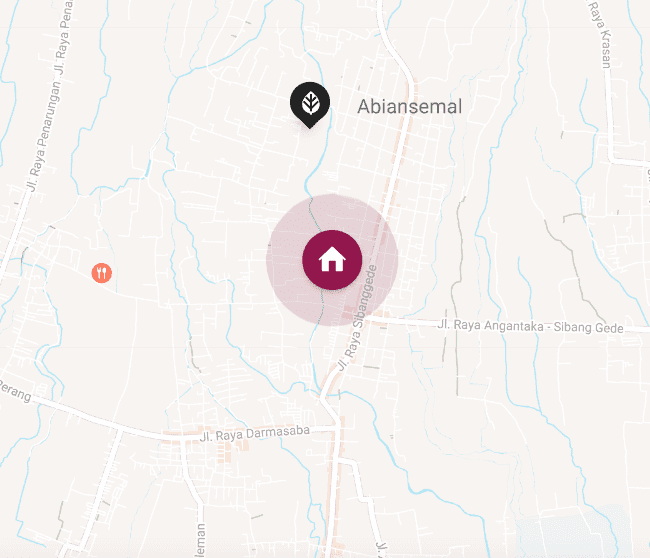 Jl. Raya Pena
Raya Krasan
Jl. Raya Penarungan
Abiansemal
Jl. Raya Sibanggede
Jl. Raya Angantaka - Sibang Gede
Perang
Jl. Raya Darmasaba
leman
Jl.